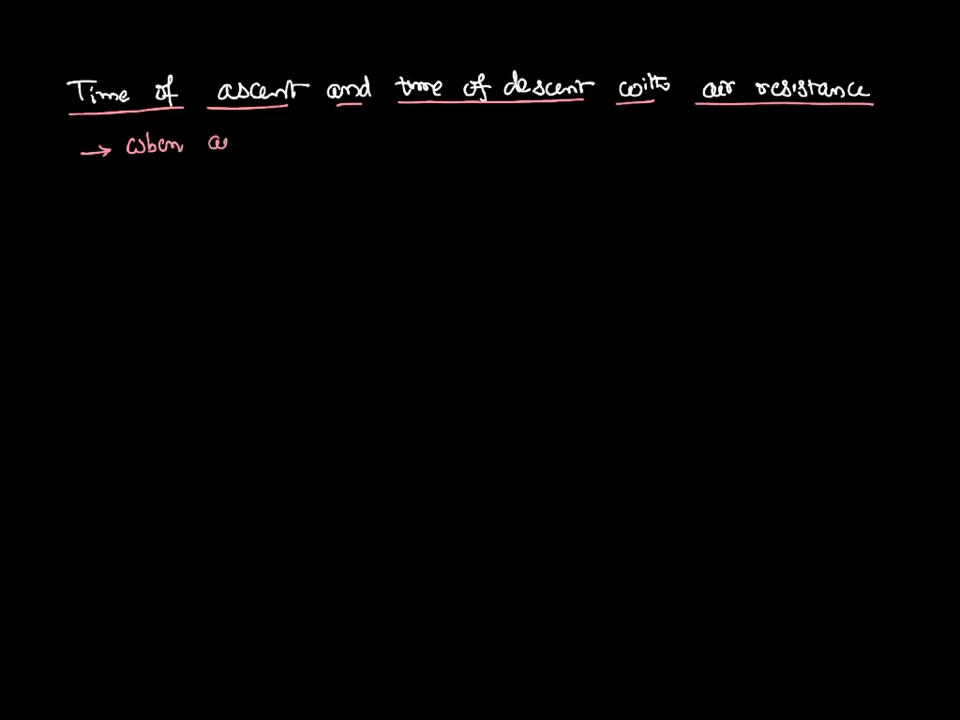 Time of ascent and time of descent with air resistance
→ when a